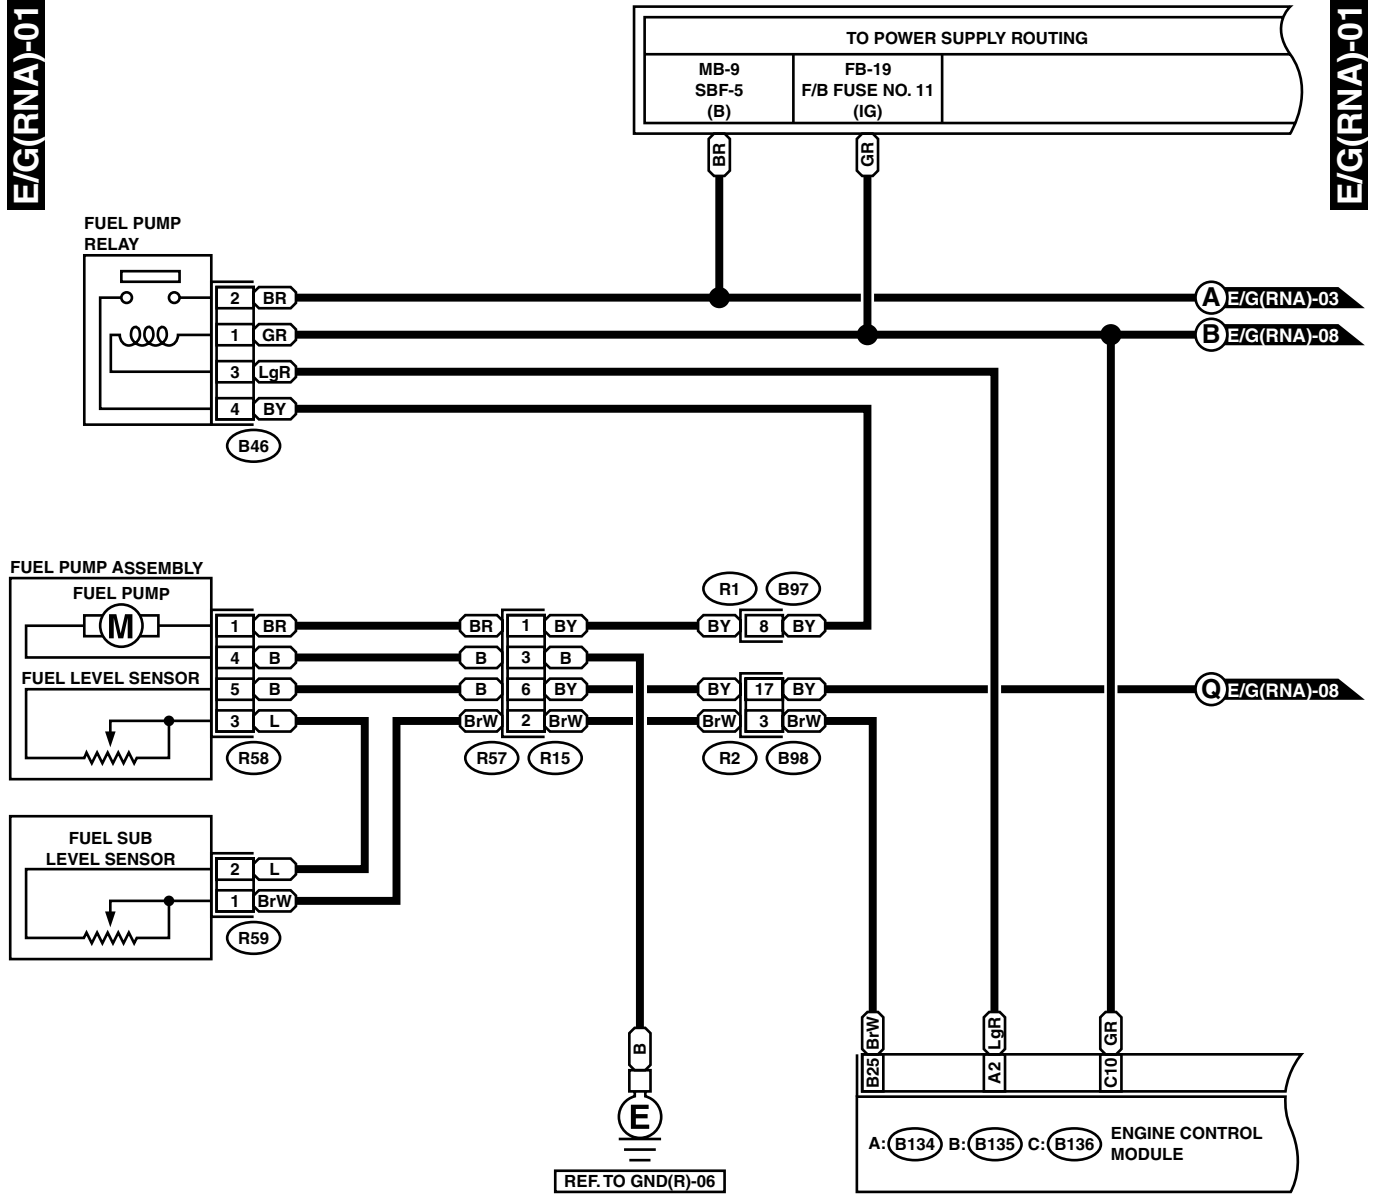 E/G(RNA)-01
E/G(RNA)-01
TO POWER SUPPLY ROUTING
MB-9
SBF-5
(B)
FB-19
F/B FUSE NO. 11
(IG)
BR
GR
FUEL PUMP
RELAY
2 BR
A E/G(RNA)-03
1 GR
B E/G(RNA)-08
3 LgR
4 BY
B46
FUEL PUMP ASSEMBLY
FUEL PUMP
M
R1 B97
1 BR BR 1 BY BY 8 BY
4 B B 3 B
FUEL LEVEL SENSOR
5 B B 6 BY BY 17 BY
Q E/G(RNA)-08
3 L BrW 2 BrW BrW 3 BrW
R58 R57 R15 R2 B98
FUEL SUB
LEVEL SENSOR
2 L
1 BrW
R59
B
E
REF. TO GND(R)-06
BrW LgR GR
B25 A2 C10
A: B134 B: B135 C: B136
ENGINE CONTROL
MODULE